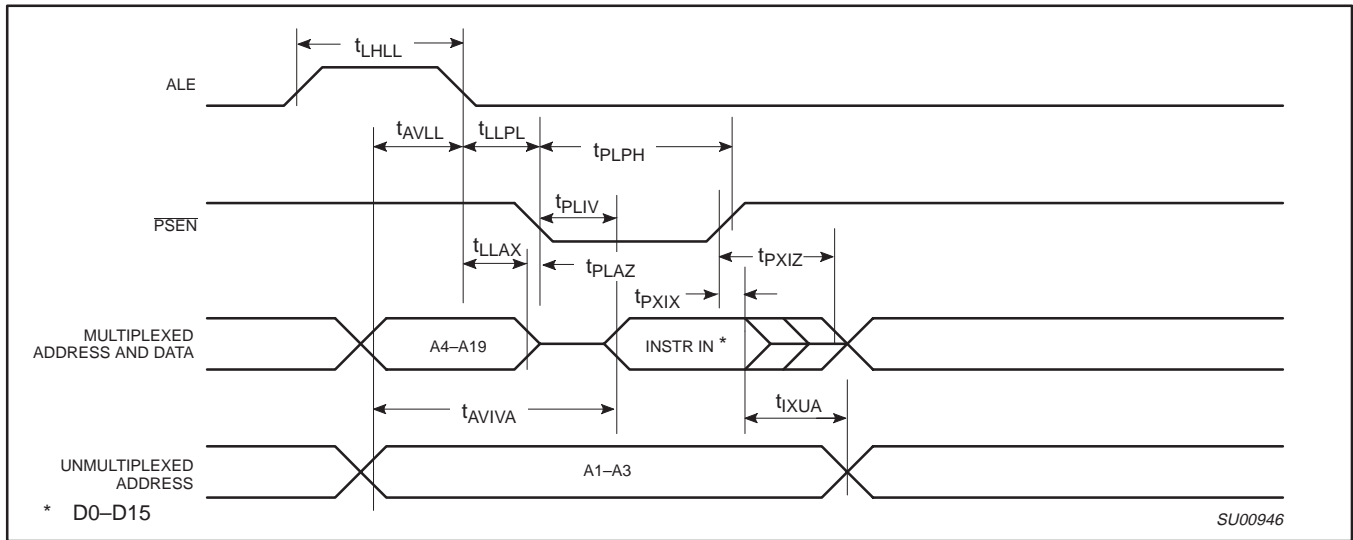 tLHLL
ALE
tAVLL
tLLPL
tPLPH
tPLIV
PSEN
tLLAX
tPLAZ
tPXIZ
tPXIX
MULTIPLEXED
ADDRESS AND DATA
A4–A19
INSTR IN *
tAVIVA
tIXUA
UNMULTIPLEXED
ADDRESS
A1–A3
* D0–D15
SU00946